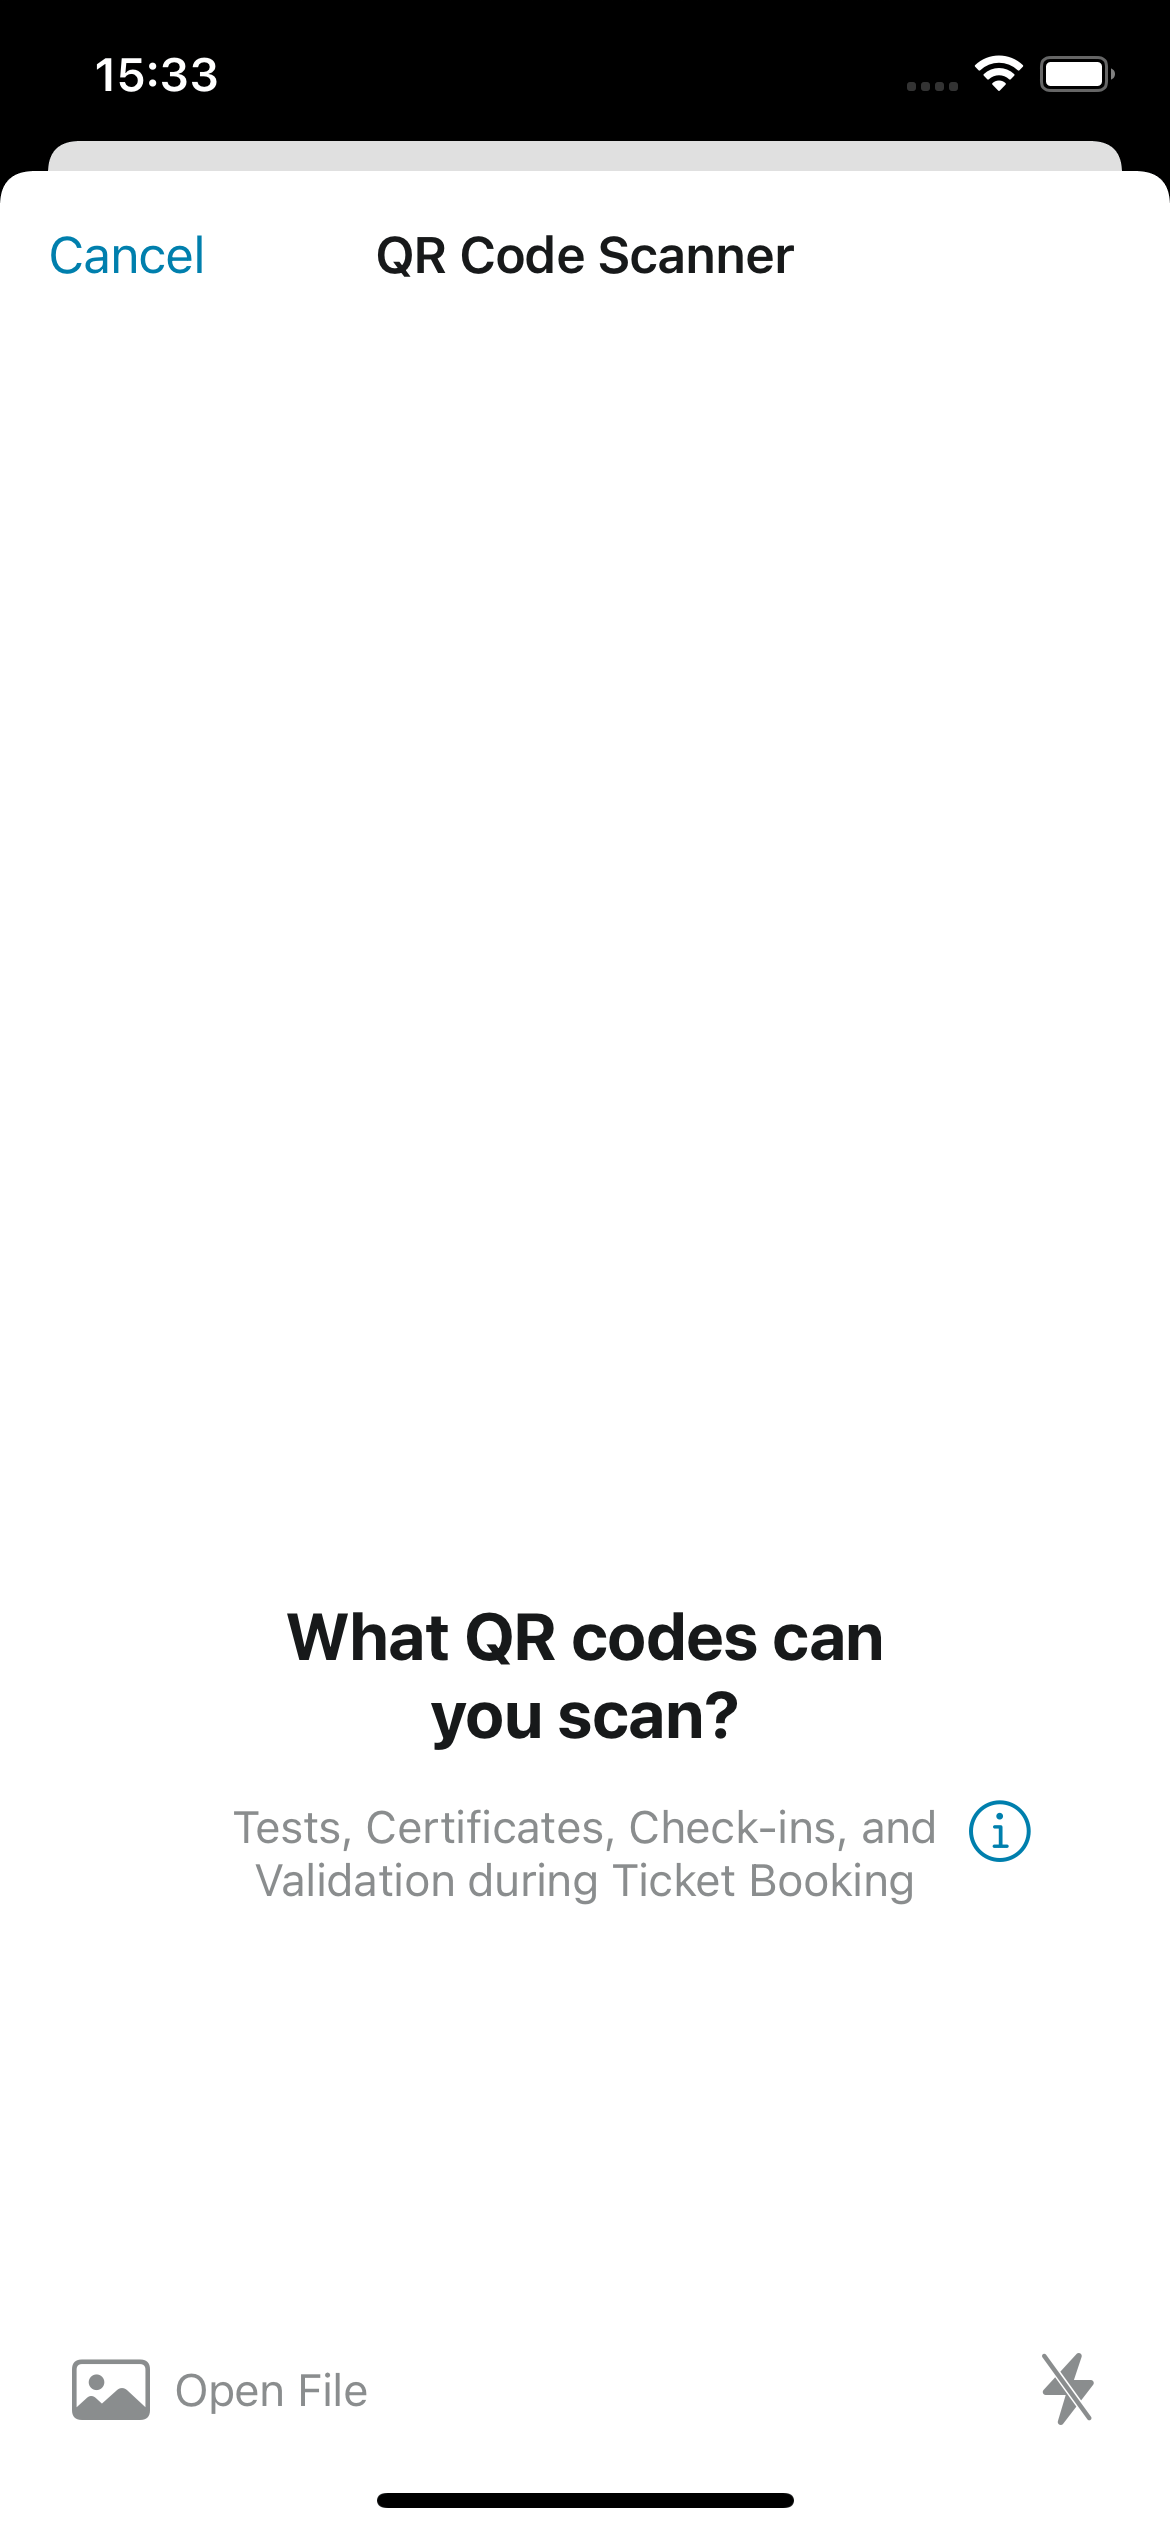 15:33
Cancel
QR Code Scanner
What QR codes can
you scan?
Tests, Certificates, Check-ins, and
Validation during Ticket Booking
Open File